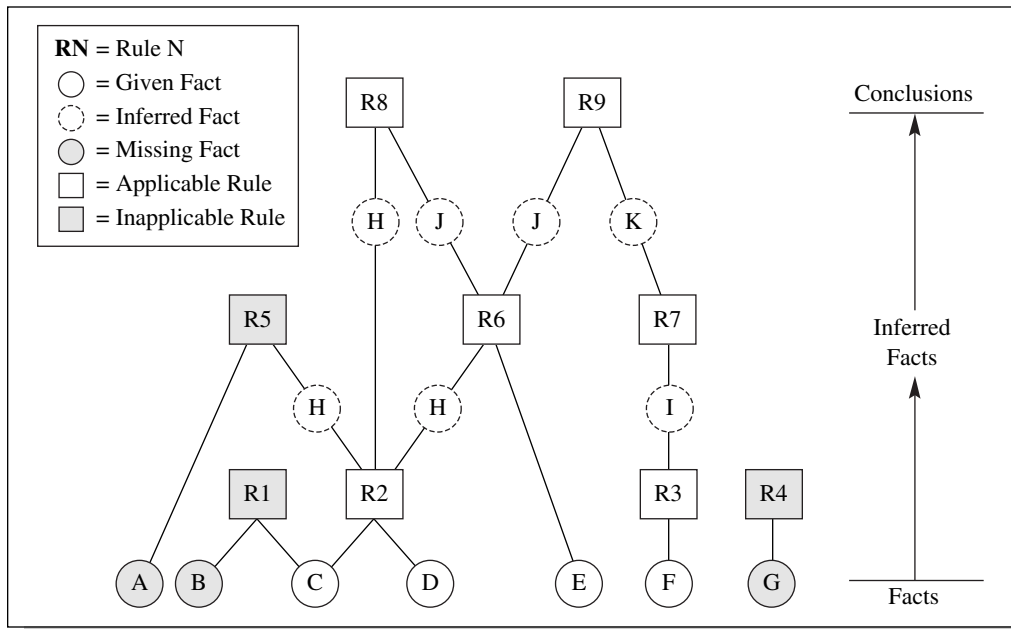 RN = Rule N
= Given Fact
= Inferred Fact
= Missing Fact
= Applicable Rule
= Inapplicable Rule
R8
R9
Conclusions
H
J
J
K
R5
R6
R7
Inferred
Facts
H
H
I
R1
R2
R3
R4
A
B
C
D
E
F
G
Facts